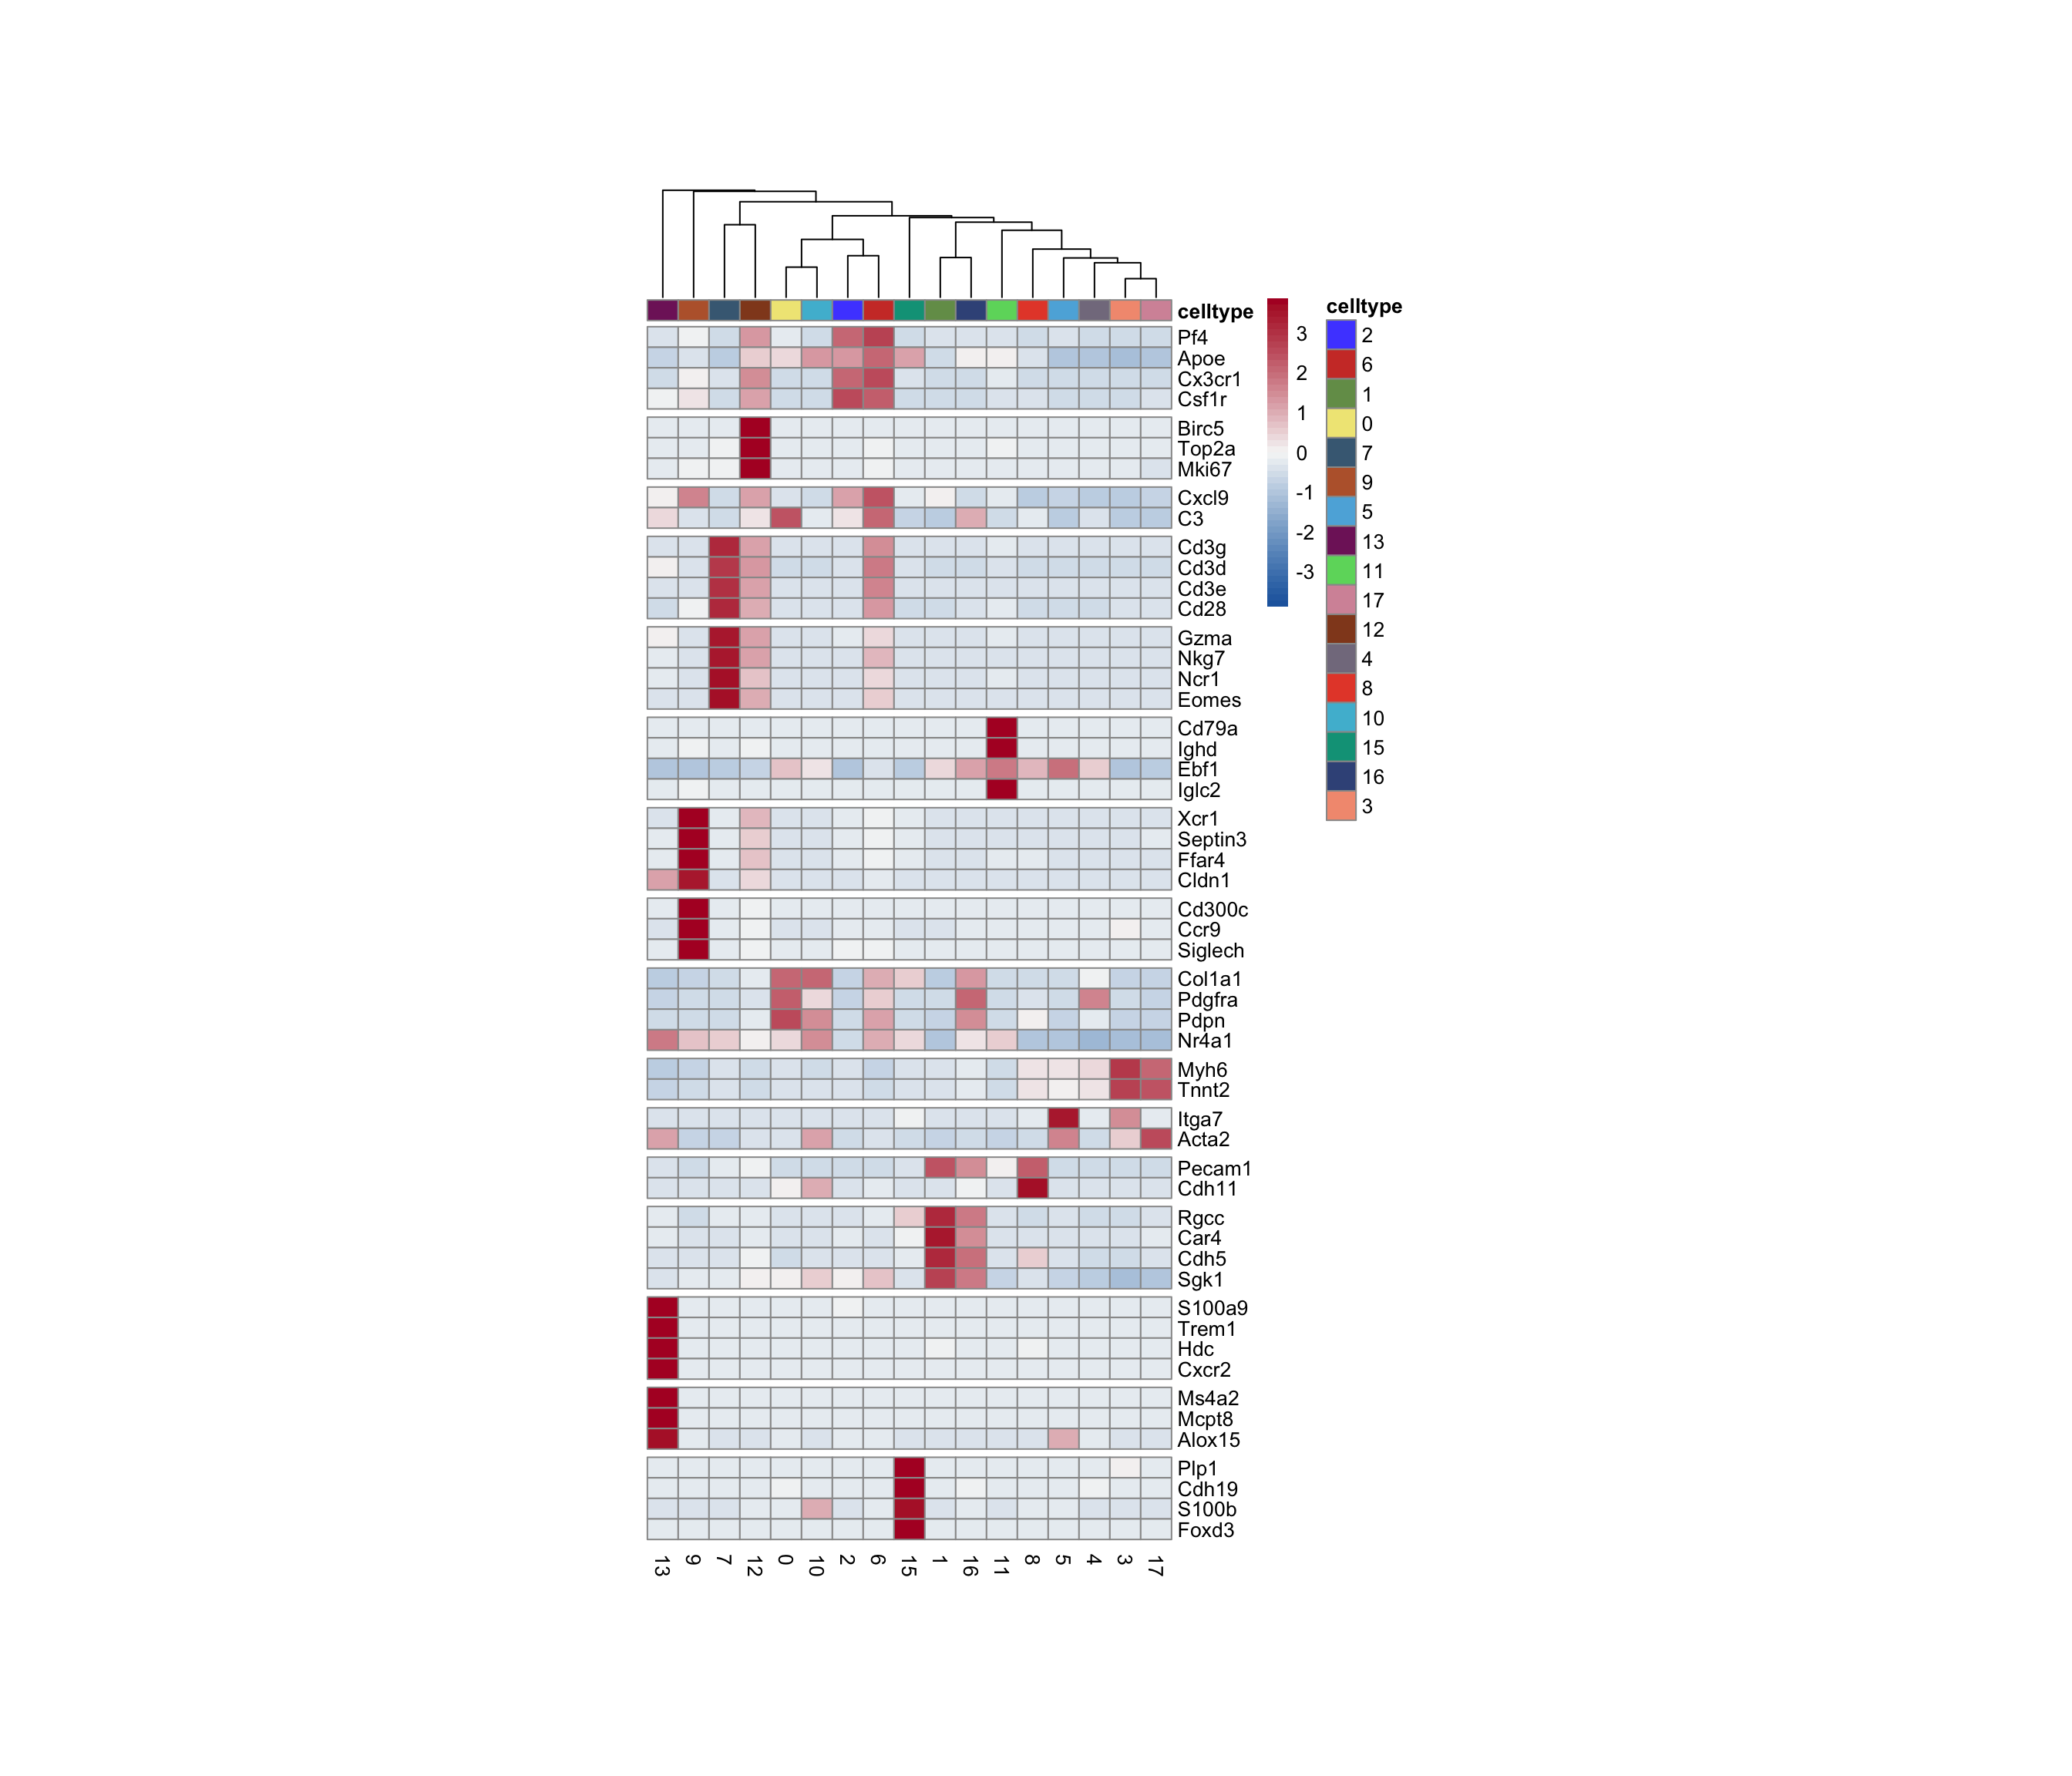 celltype
Pf4
Apoe
Cx3cr1
Csf1r
Birc5
Top2a
Mki67
Cxcl9
C3
Cd3g
Cd3d
Cd3e
Cd28
Gzma
Nkg7
Ncr1
Eomes
Cd79a
Ighd
Ebf1
Iglc2
Xcr1
Septin3
Ffar4
Cldn1
Cd300c
Ccr9
Siglech
Col1a1
Pdgfra
Pdpn
Nr4a1
Myh6
Tnnt2
Itga7
Acta2
Pecam1
Cdh11
Rgcc
Car4
Cdh5
Sgk1
S100a9
Trem1
Hdc
Cxcr2
Ms4a2
Mcpt8
Alox15
Plp1
Cdh19
S100b
Foxd3
13 9 7 12 0 10 2 6 15 1 16 11 8 5 4 3 17
3
2
1
0
-1
-2
-3
celltype
2
6
1
0
7
9
5
13
11
17
12
4
8
10
15
16
3